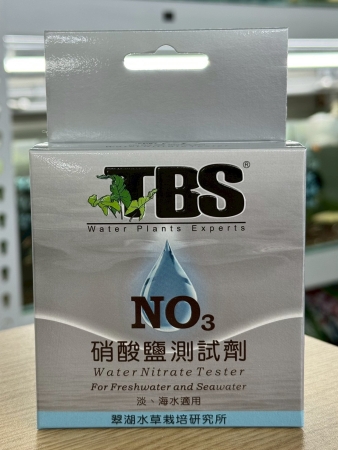 TBS®
Water Plants Experts
NO₃
硝酸鹽測試劑
Water Nitrate Tester
For Freshwater and Seawater
淡、海水適用
翠湖水草栽培研究所